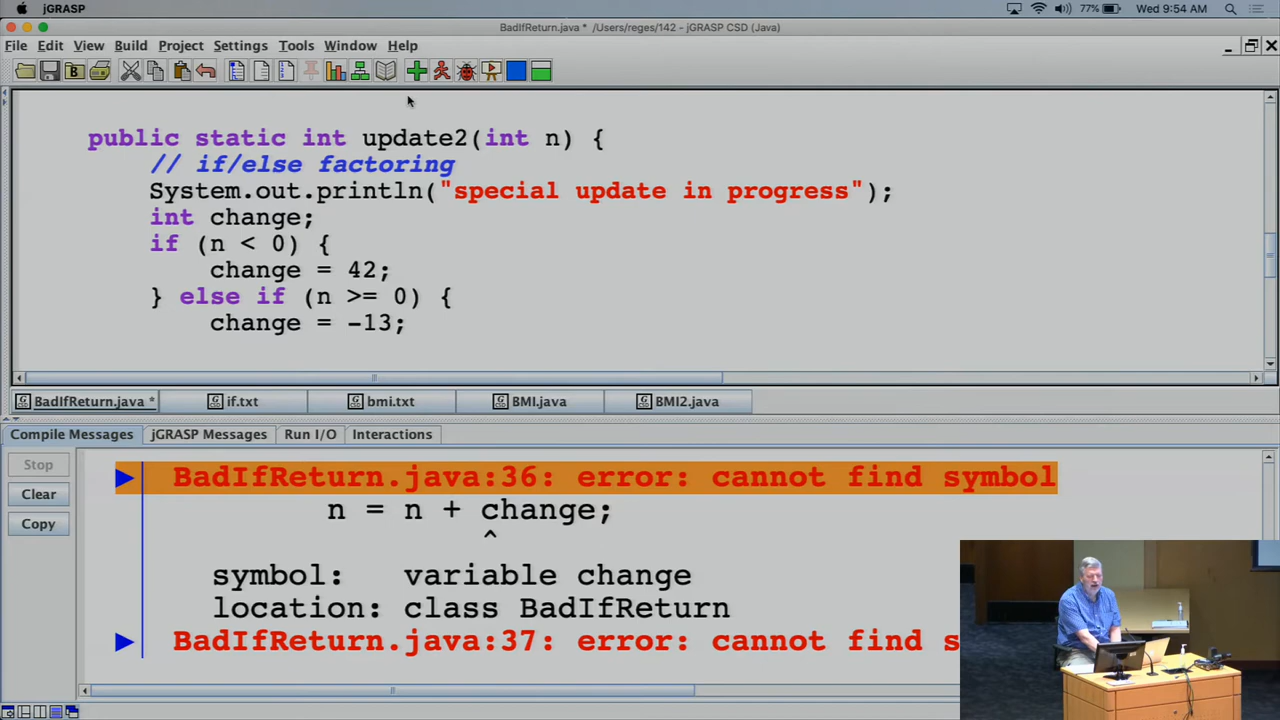 jGRASP
77%
Wed 9:54 AM
BadIfReturn.java * /Users/reges/142 - jGRASP CSD (Java)
File Edit View Build Project Settings Tools Window Help
public static int update2(int n) {
// if/else factoring
System.out.println("special update in progress");
int change;
if (n < 0) {
change = 42;
} else if (n >= 0) {
change = -13;
BadIfReturn.java * if.txt bmi.txt BMI.java BMI2.java
Compile Messages jGRASP Messages Run I/O Interactions
Stop
Clear
Copy
BadIfReturn.java:36: error: cannot find symbol
n = n + change;
^
symbol: variable change
location: class BadIfReturn
BadIfReturn.java:37: error: cannot find s